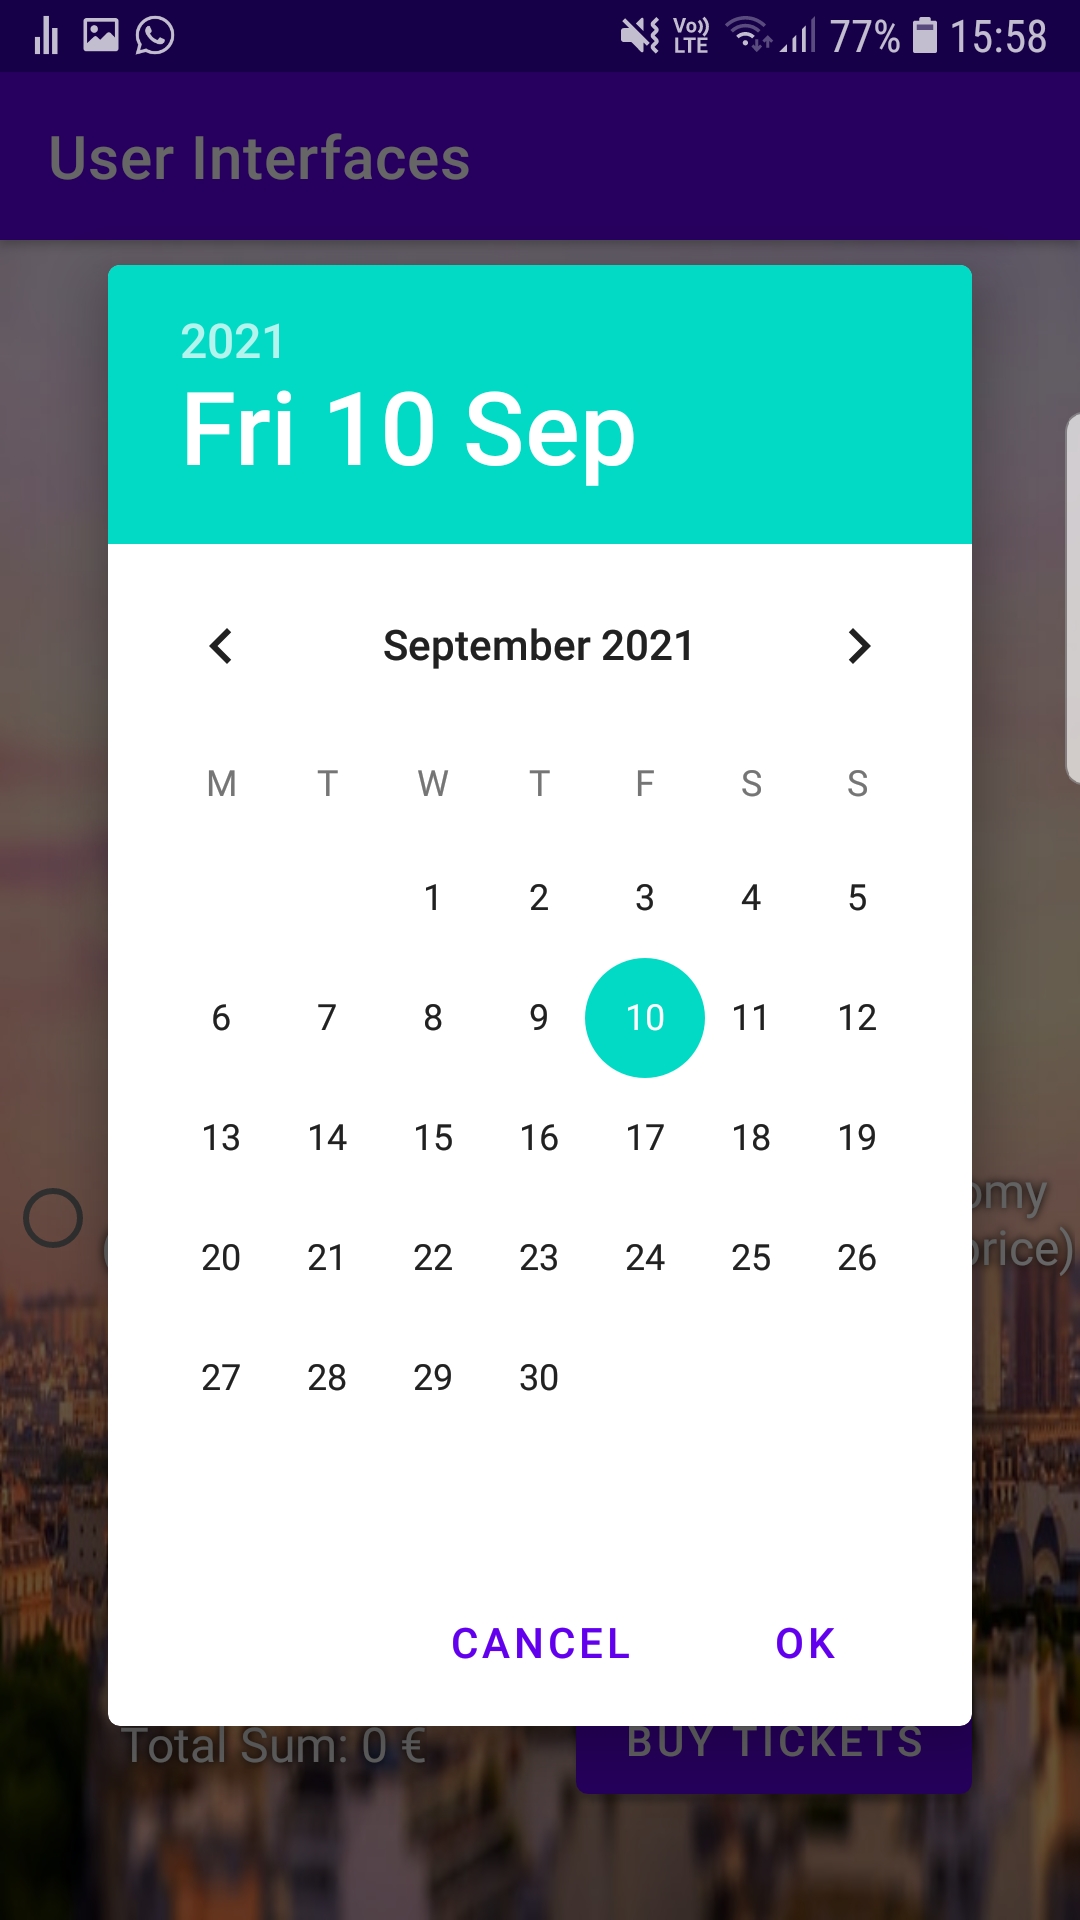 Vo)) LTE 77% 15:58
User Interfaces
2021
Fri 10 Sep
September 2021
M T W T F S S
1 2 3 4 5
6 7 8 9 10 11 12
13 14 15 16 17 18 19
20 21 22 23 24 25 26
27 28 29 30
CANCEL OK
Total Sum: 0 €
BUY TICKETS